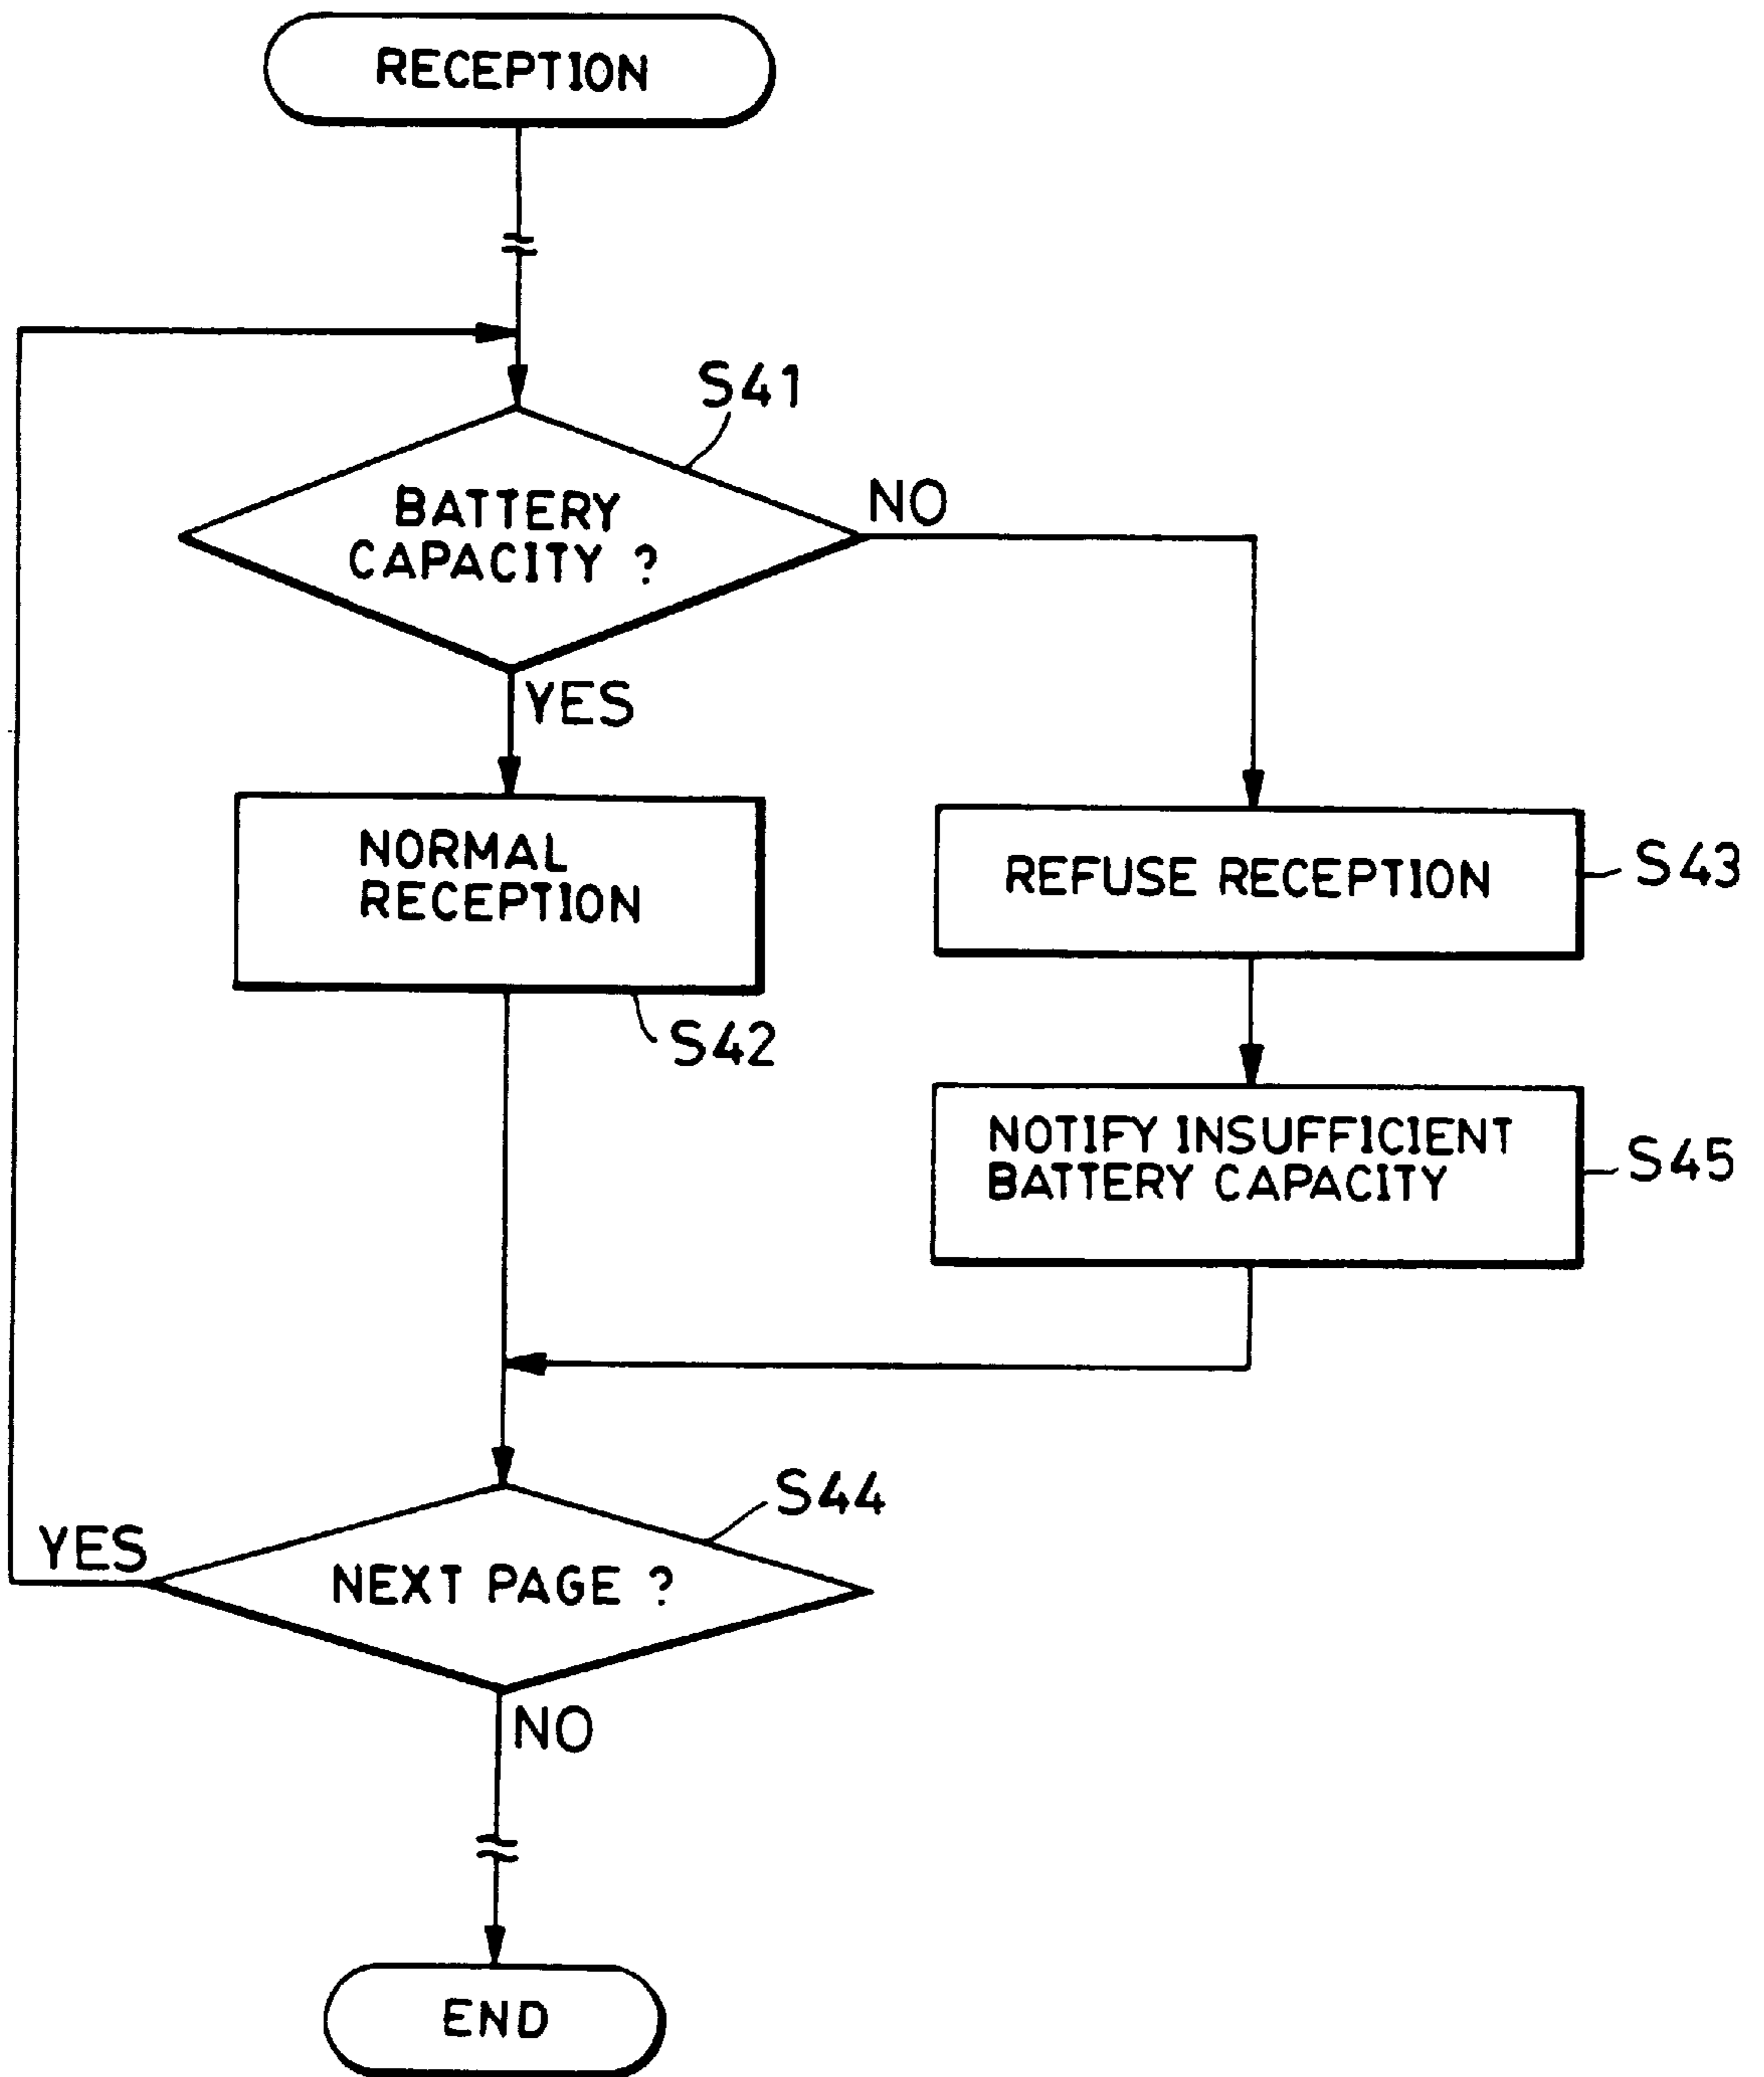 RECEPTION
S41
BATTERY
CAPACITY ?
NO
YES
NORMAL
RECEPTION
S42
REFUSE RECEPTION
S43
NOTIFY INSUFFICIENT
BATTERY CAPACITY
S45
S44
YES
NEXT PAGE ?
NO
END